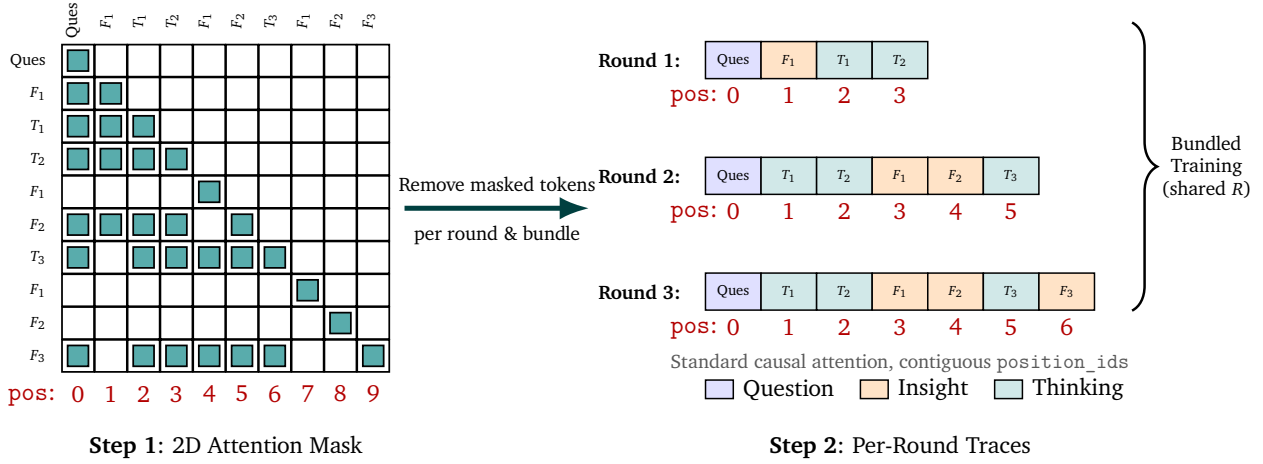 Ques F₁ T₁ T₂ F₁ F₂ T₃ F₁ F₂ F₃
Ques
F₁
T₁
T₂
F₁
F₂
T₃
F₁
F₂
F₃
pos: 0 1 2 3 4 5 6 7 8 9
Step 1: 2D Attention Mask
Remove masked tokens
per round & bundle
Round 1: Ques F₁ T₁ T₂
pos: 0 1 2 3
Round 2: Ques T₁ T₂ F₁ F₂ T₃
pos: 0 1 2 3 4 5
Round 3: Ques T₁ T₂ F₁ F₂ T₃ F₃
pos: 0 1 2 3 4 5 6
Standard causal attention, contiguous position_ids
Question Insight Thinking
Step 2: Per-Round Traces
Bundled
Training
(shared R)